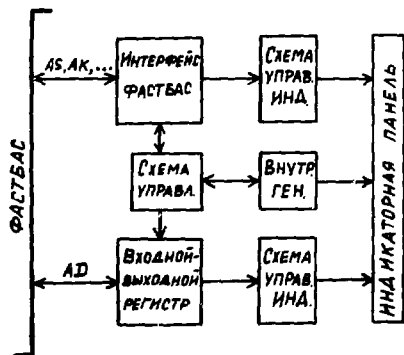 ФАСТБАС
AS, AK, ...
ИНТЕРФЕЙС
ФАСТБАС
СХЕМА
УПРАВ.
ИНД.
СХЕМА
УПРАВЛ.
ВНУТР.
ГЕН.
AD
ВХОДНОЙ-
ВЫХОДНОЙ
РЕГИСТР
СХЕМА
УПРАВ.
ИНД.
ИНДИКАТОРНАЯ ПАНЕЛЬ